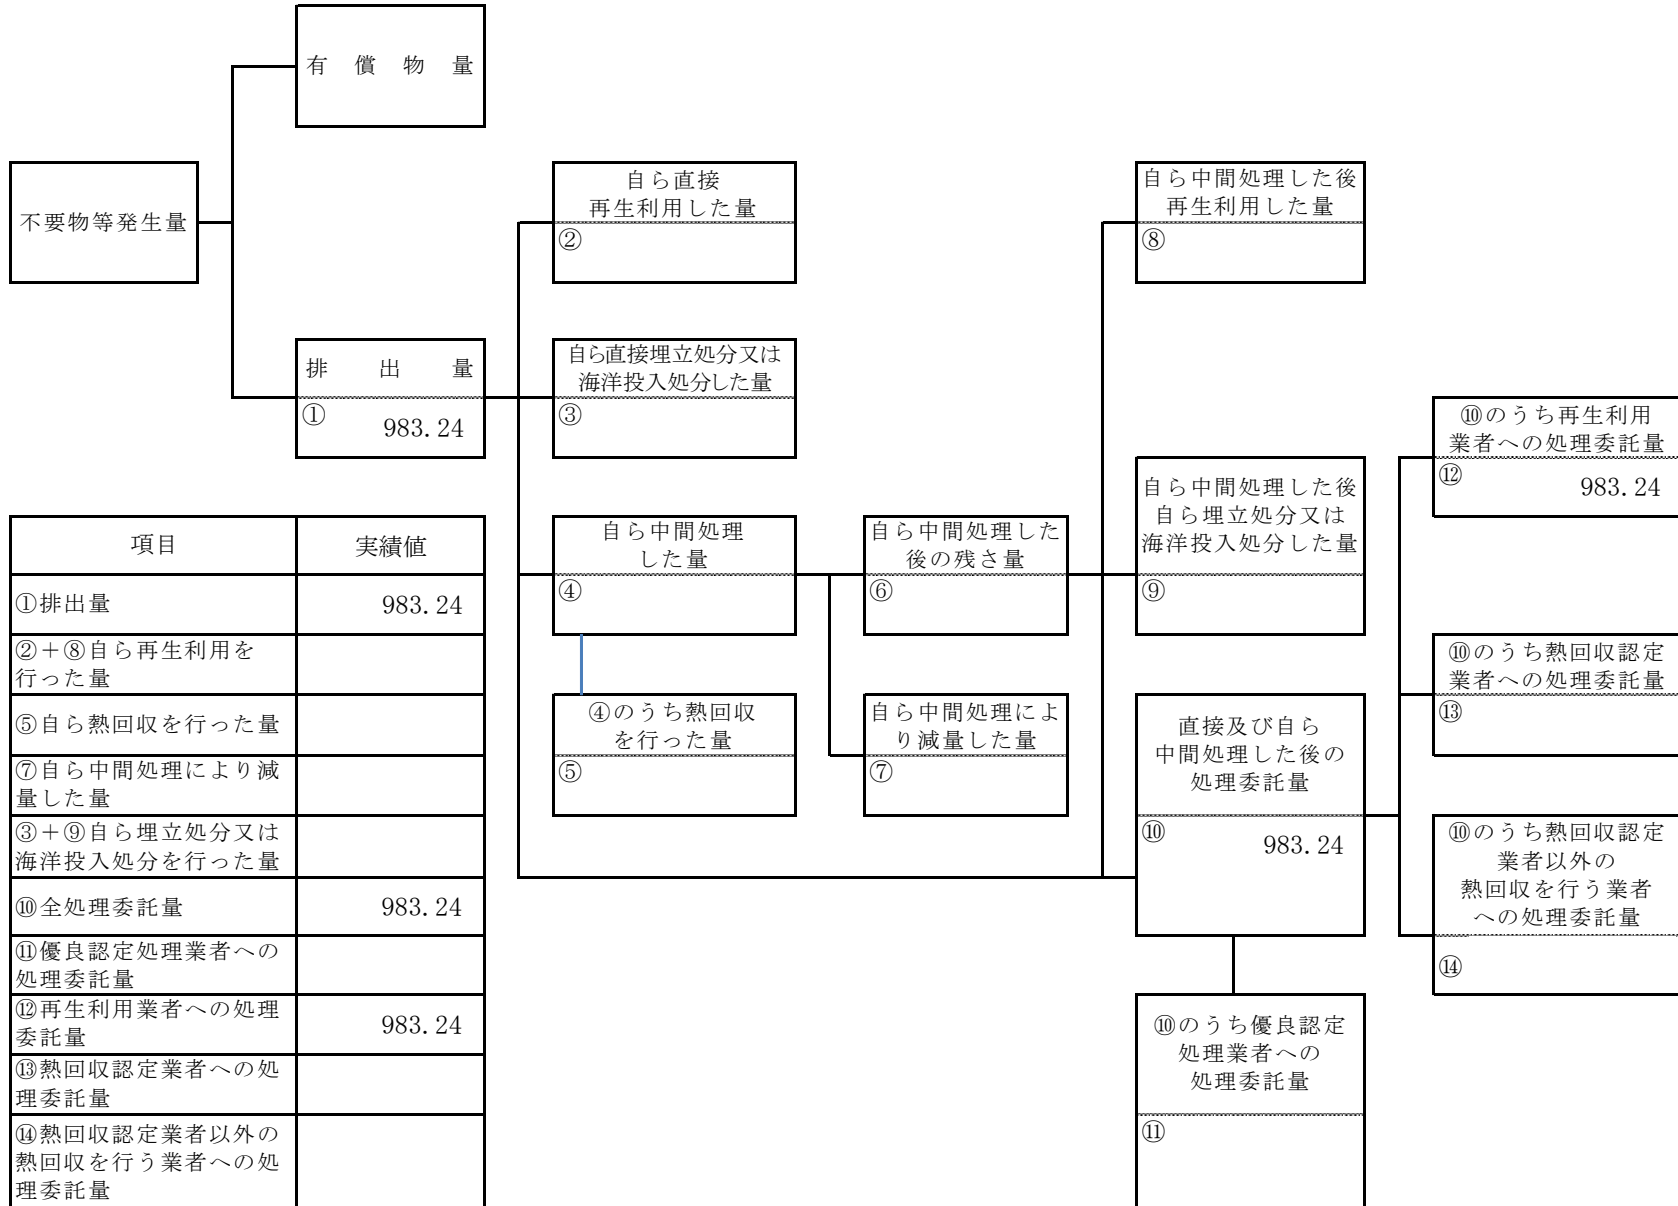 有償物量
不要物等発生量
自ら直接
再生利用した量
②
自ら中間処理した後
再生利用した量
⑧
排出量
① 983.24
自ら直接埋立処分又は
海洋投入処分した量
③
⑩のうち再生利用
業者への処理委託量
⑫ 983.24
自ら中間処理した後
自ら埋立処分又は
海洋投入処分した量
⑨
自ら中間処理
した量
④
自ら中間処理した
後の残さ量
⑥
④のうち熱回収
を行った量
⑤
自ら中間処理によ
り減量した量
⑦
直接及び自ら
中間処理した後の
処理委託量
⑩ 983.24
⑩のうち熱回収認定
業者への処理委託量
⑬
⑩のうち熱回収認定
業者以外の
熱回収を行う業者
への処理委託量
⑭
⑩のうち優良認定
処理業者への
処理委託量
⑪
項目 実績値
①排出量 983.24
②＋⑧自ら再生利用を
行った量
⑤自ら熱回収を行った量
⑦自ら中間処理により減
量した量
③＋⑨自ら埋立処分又は
海洋投入処分を行った量
⑩全処理委託量 983.24
⑪優良認定処理業者への
処理委託量
⑫再生利用業者への処理
委託量 983.24
⑬熱回収認定業者への処
理委託量
⑭熱回収認定業者以外の
熱回収を行う業者への処
理委託量